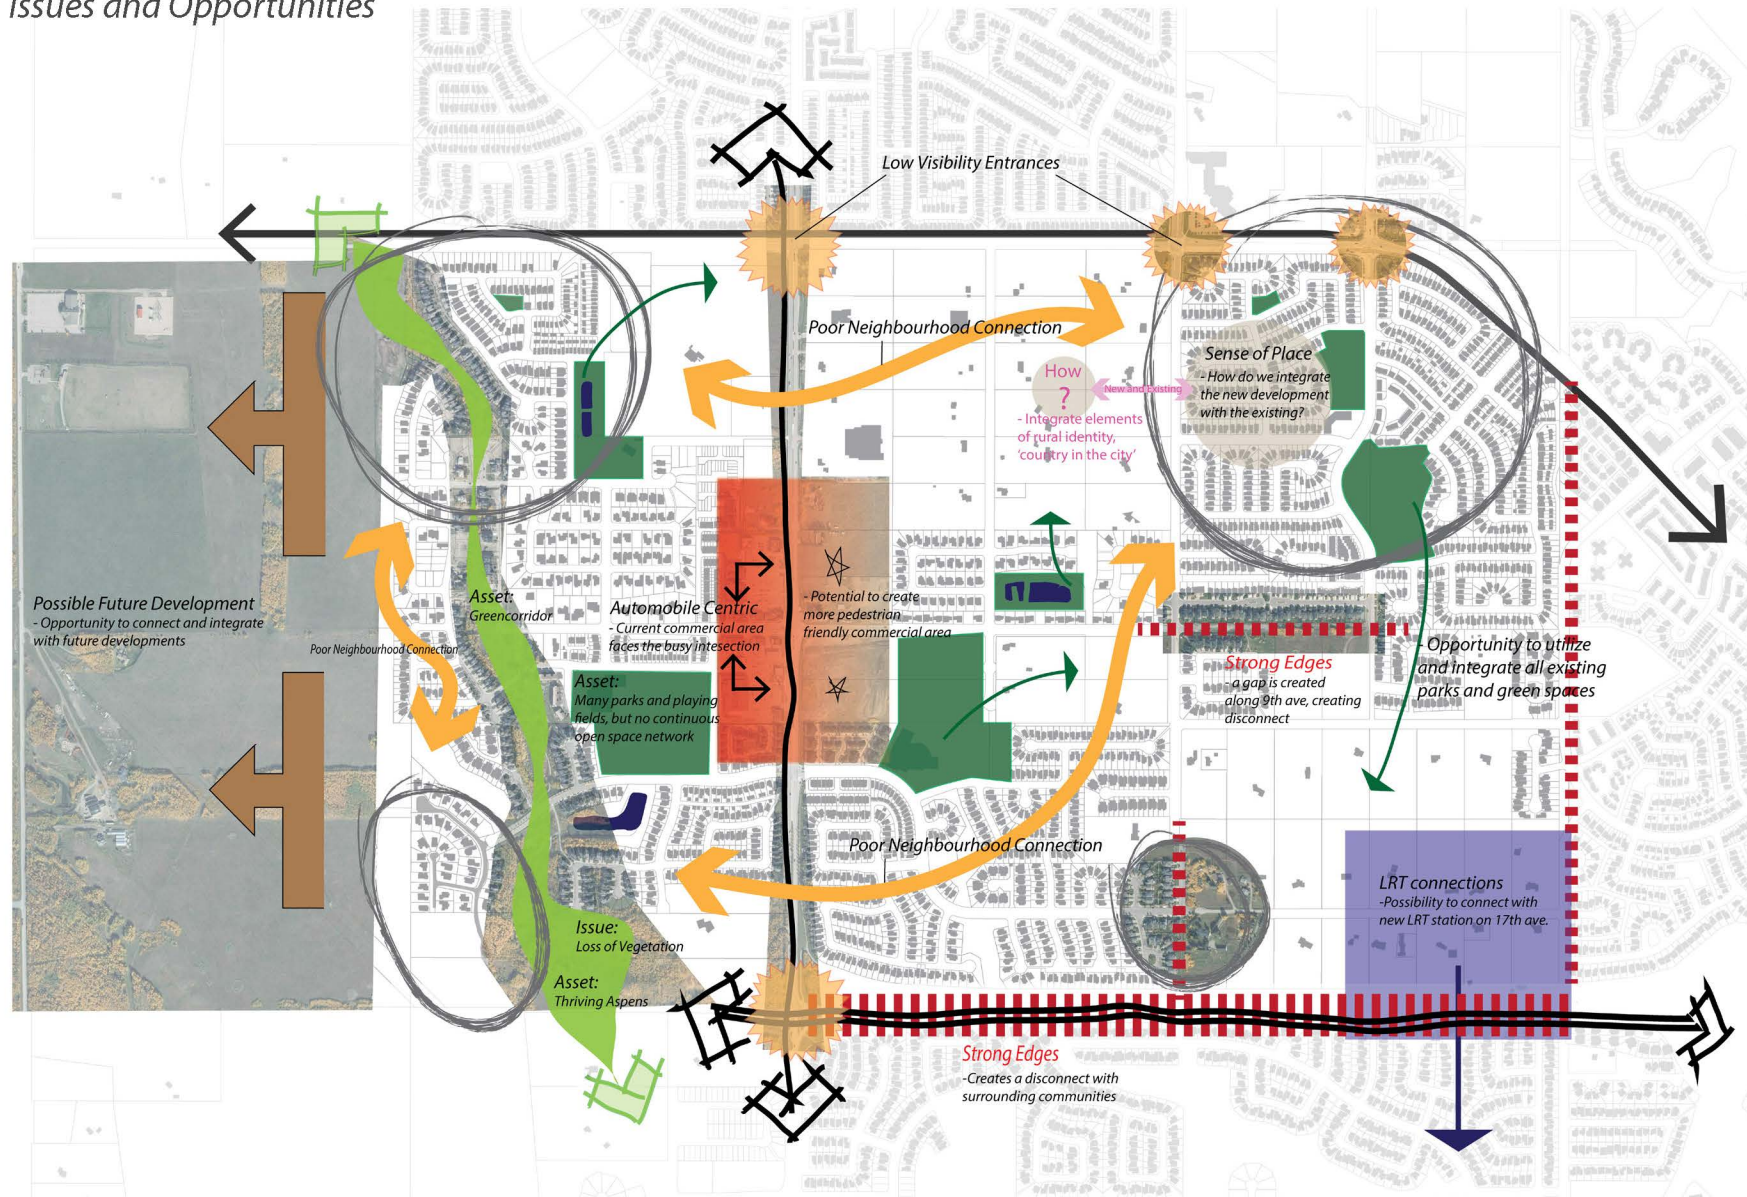 Issues and Opportunities
Low Visibility Entrances
Poor Neighbourhood Connection
How
?
New and Existing
- Integrate elements
of rural identity,
'country in the city'
Sense of Place
- How do we integrate
the new development
with the existing?
Possible Future Development
- Opportunity to connect and integrate
with future developments
Poor Neighbourhood Connection
Asset:
Greencorridor
Automobile Centric
- Current commercial area
faces the busy intesection
- Potential to create
more pedestrian
friendly commercial area
Asset:
Many parks and playing
fields, but no continuous
open space network
Strong Edges
- a gap is created
along 9th ave, creating
disconnect
- Opportunity to utilize
and integrate all existing
parks and green spaces
Poor Neighbourhood Connection
LRT connections
-Possibility to connect with
new LRT station on 17th ave.
Issue:
Loss of Vegetation
Asset:
Thriving Aspens
Strong Edges
-Creates a disconnect with
surrounding communities